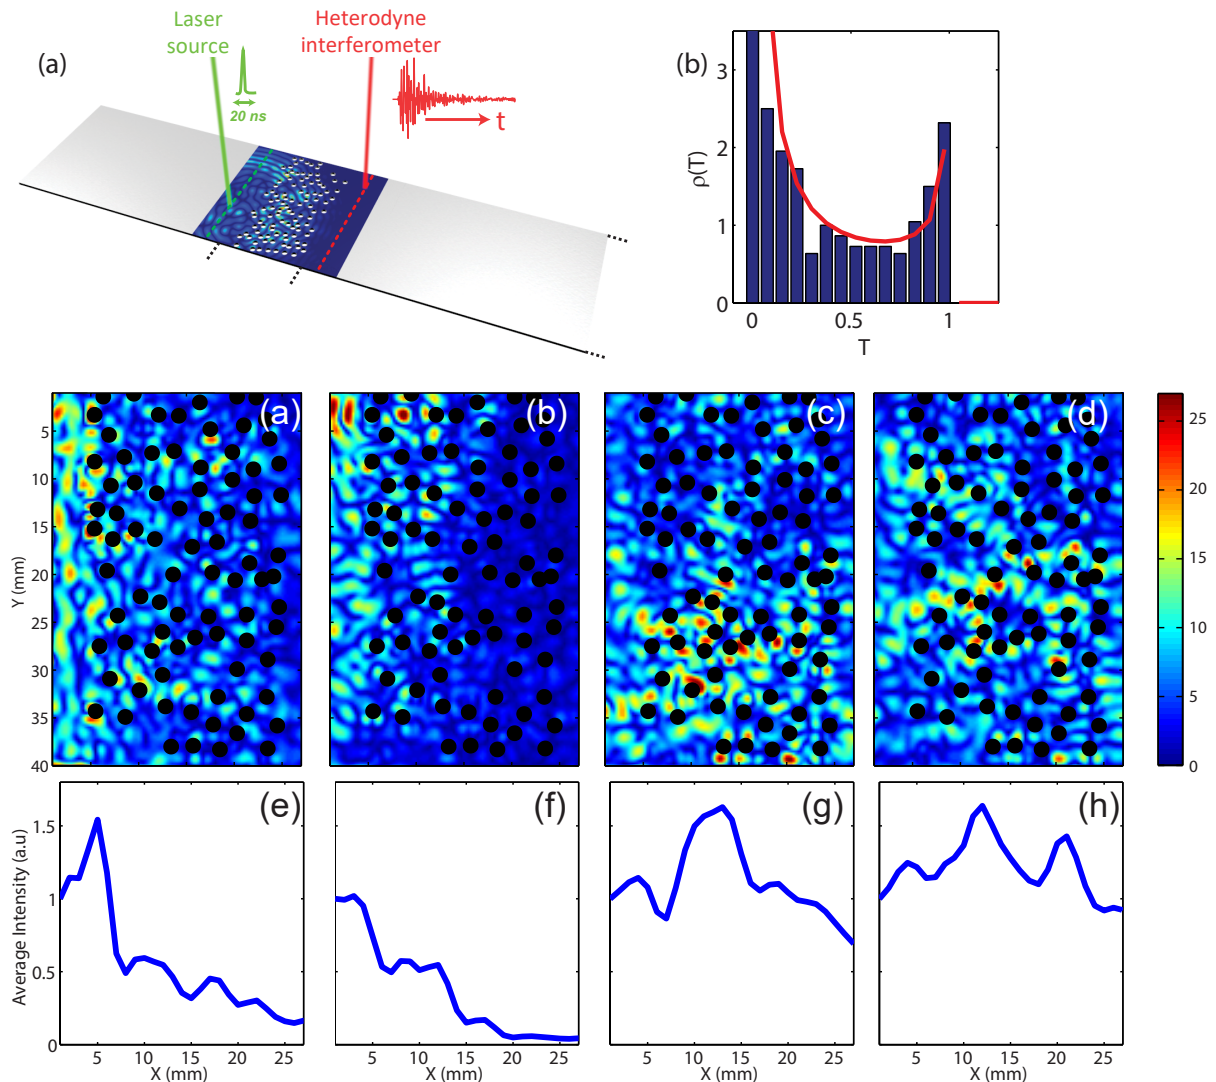 Laser
source
Heterodyne
interferometer
(a)
20 ns
t
(b)
3
2
1
0
ρ(T)
0
0.5
1
T
(a)
(b)
(c)
(d)
5
10
15
20
25
30
35
40
Y (mm)
25
20
15
10
5
0
(e)
(f)
(g)
(h)
1.5
1
0.5
0
Average Intensity (a.u)
5
10
15
20
25
X (mm)
5
10
15
20
25
X (mm)
5
10
15
20
25
X (mm)
5
10
15
20
25
X (mm)